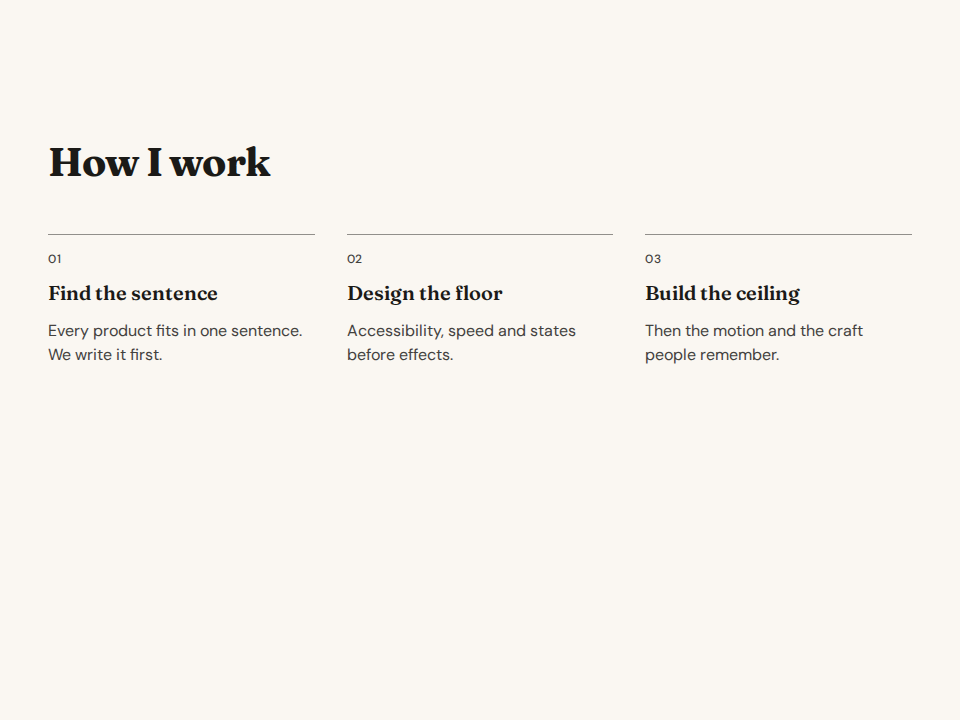 How I work
01
Find the sentence
Every product fits in one sentence.
We write it first.
02
Design the floor
Accessibility, speed and states
before effects.
03
Build the ceiling
Then the motion and the craft
people remember.